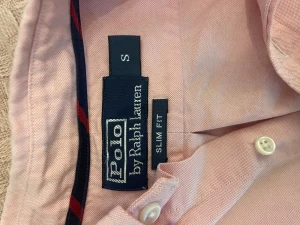 S
Polo
by Ralph Lauren
SLIM FIT